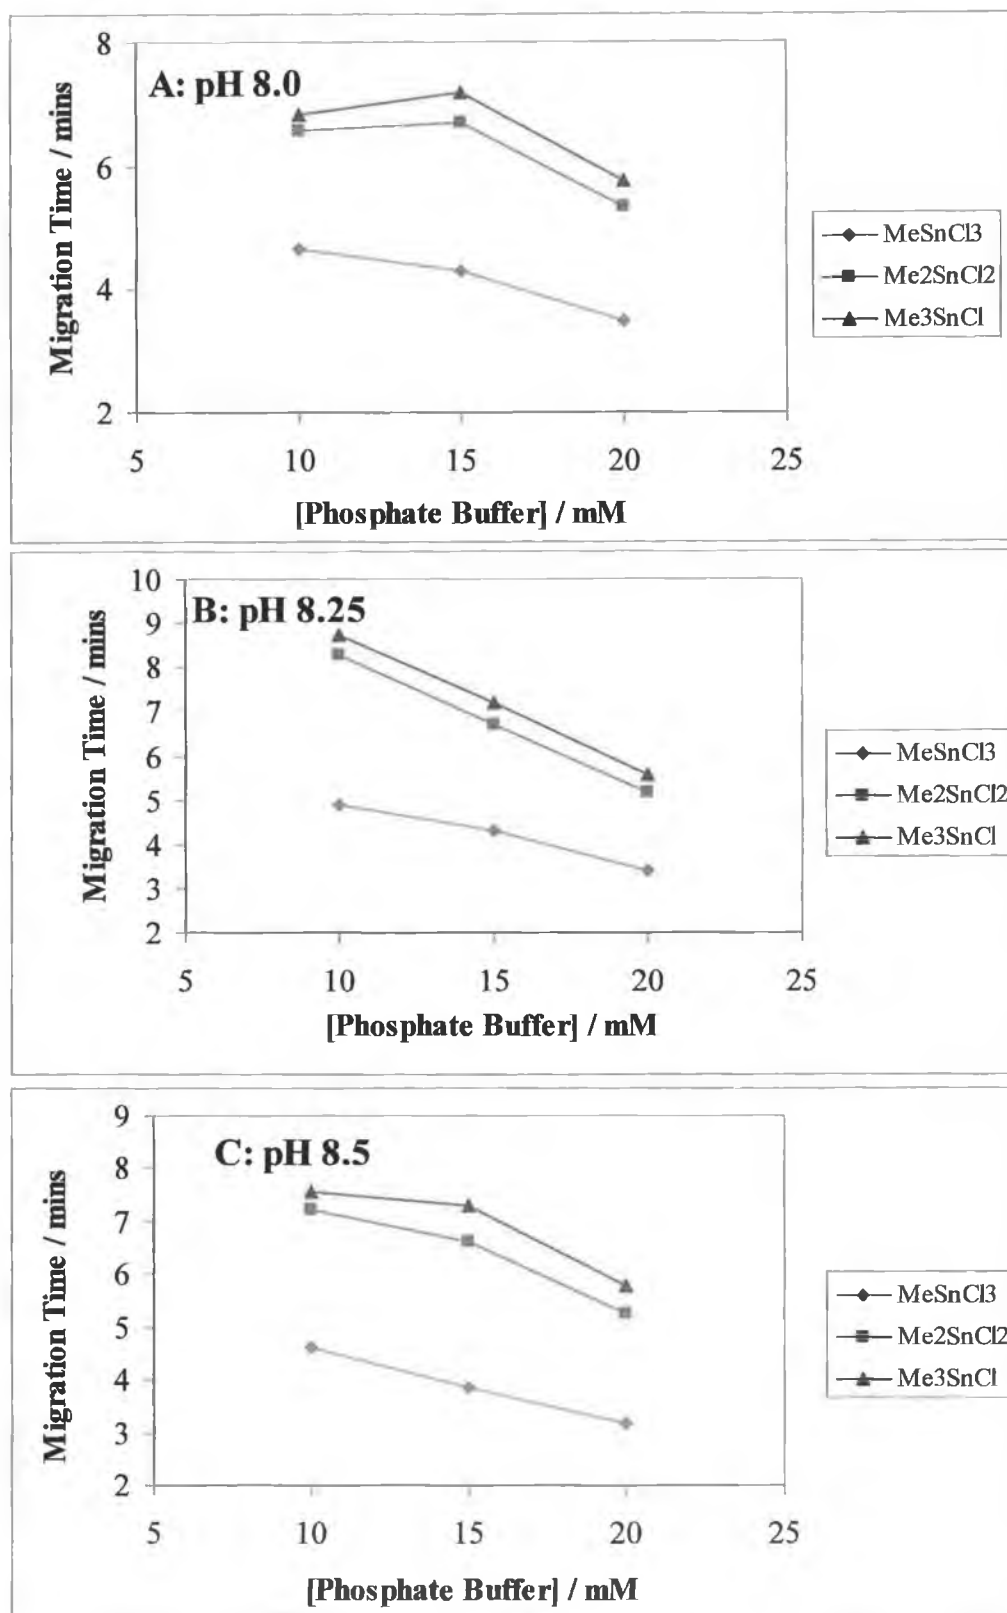 A: pH 8.0
Migration Time / mins
8
6
4
2
5 10 15 20 25
[Phosphate Buffer] / mM
MeSnCl3
Me2SnCl2
Me3SnCl
B: pH 8.25
Migration Time / mins
10
9
8
7
6
5
4
3
2
5 10 15 20 25
[Phosphate Buffer] / mM
MeSnCl3
Me2SnCl2
Me3SnCl
C: pH 8.5
Migration Time / mins
9
8
7
6
5
4
3
2
5 10 15 20 25
[Phosphate Buffer] / mM
MeSnCl3
Me2SnCl2
Me3SnCl